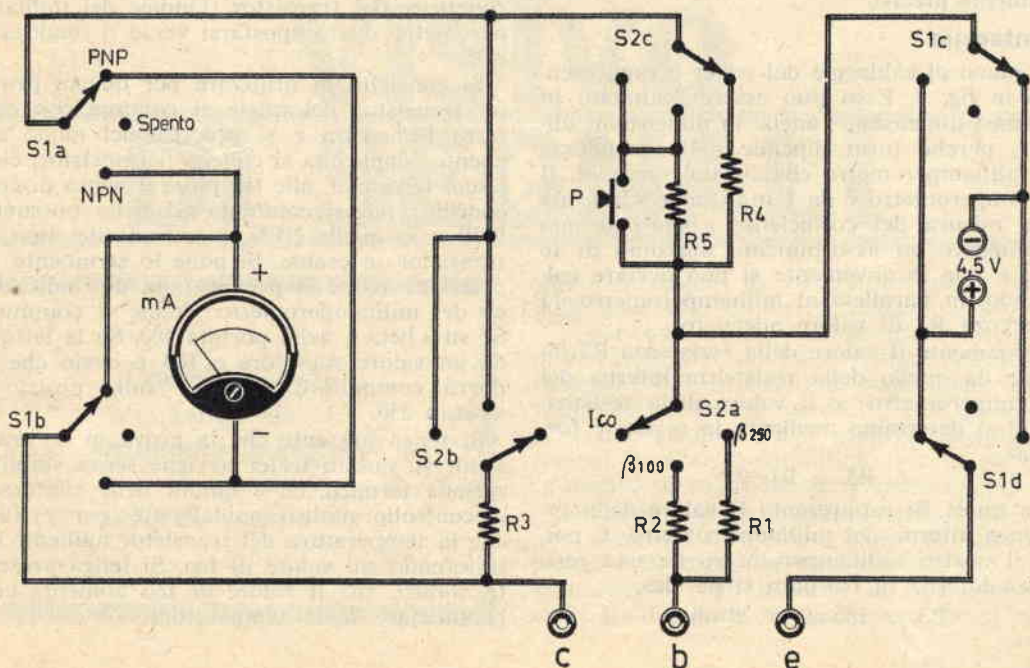 PNP
Spento
S1a
NPN
+
mA
S1b
−
S2b
R3
S2c
P
R5
R4
Ico
S2a
β250
β100
R2
R1
S1c
−
4,5 V
+
S1d
c
b
e